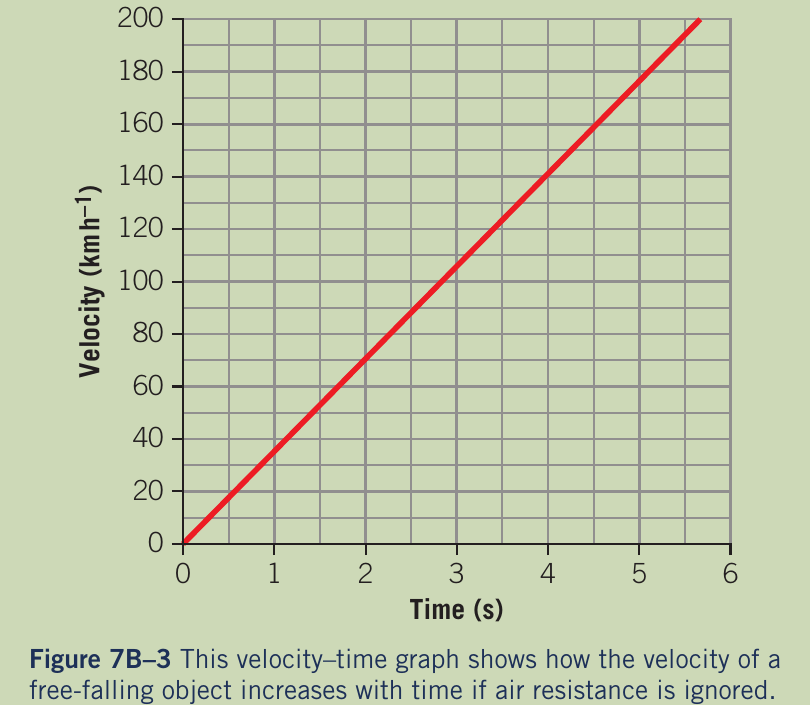 200
180
160
140
120
100
80
60
40
20
0
Velocity (km h⁻¹)
0 1 2 3 4 5 6
Time (s)
Figure 7B–3 This velocity–time graph shows how the velocity of a
free-falling object increases with time if air resistance is ignored.